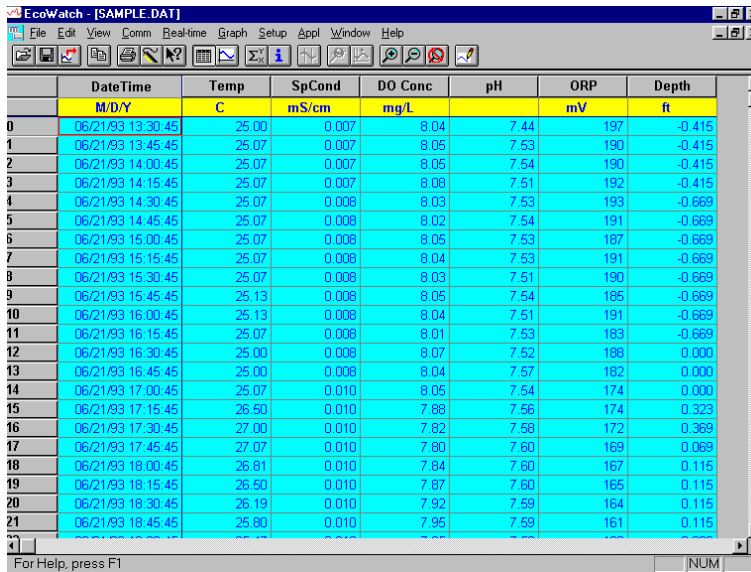 EcoWatch - [SAMPLE.DAT]
File Edit View Comm Real-time Graph Setup Appl Window Help
DateTime Temp SpCond DO Conc pH ORP Depth
M/D/Y C mS/cm mg/L mV ft
0 06/21/93 13:30:45 25.00 0.007 8.04 7.44 197 -0.415
1 06/21/93 13:45:45 25.07 0.007 8.05 7.53 190 -0.415
2 06/21/93 14:00:45 25.07 0.007 8.05 7.54 190 -0.415
3 06/21/93 14:15:45 25.07 0.007 8.08 7.51 192 -0.415
4 06/21/93 14:30:45 25.07 0.008 8.03 7.53 193 -0.669
5 06/21/93 14:45:45 25.07 0.008 8.02 7.54 191 -0.669
6 06/21/93 15:00:45 25.07 0.008 8.05 7.53 187 -0.669
7 06/21/93 15:15:45 25.07 0.008 8.04 7.53 191 -0.669
8 06/21/93 15:30:45 25.07 0.008 8.03 7.51 190 -0.669
9 06/21/93 15:45:45 25.13 0.008 8.05 7.54 185 -0.669
10 06/21/93 16:00:45 25.13 0.008 8.04 7.51 191 -0.669
11 06/21/93 16:15:45 25.07 0.008 8.01 7.53 183 -0.669
12 06/21/93 16:30:45 25.00 0.008 8.07 7.52 188 0.000
13 06/21/93 16:45:45 25.00 0.008 8.04 7.57 182 0.000
14 06/21/93 17:00:45 25.07 0.010 8.05 7.54 174 0.000
15 06/21/93 17:15:45 26.50 0.010 7.88 7.56 174 0.323
16 06/21/93 17:30:45 27.00 0.010 7.82 7.58 172 0.369
17 06/21/93 17:45:45 27.07 0.010 7.80 7.60 169 0.069
18 06/21/93 18:00:45 26.81 0.010 7.84 7.60 167 0.115
19 06/21/93 18:15:45 26.50 0.010 7.87 7.60 165 0.115
20 06/21/93 18:30:45 26.19 0.010 7.92 7.59 164 0.115
21 06/21/93 18:45:45 25.80 0.010 7.95 7.59 161 0.115
For Help, press F1 NUM